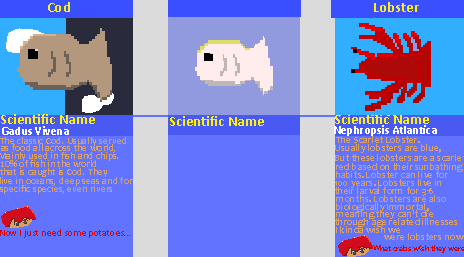 Cod
Scientific Name
Gadus Vivena
The classic Cod. Usually served
as food all across the world,
Mainly used in fish and chips.
10% of fish in the world
that is caught is Cod. They
live in oceans, deepseas and for
specific species, even rivers
Now I just need some potatoes...
Scientific Name
Lobster
Scientific Name
Nephropsis Atlantica
The Scarlet Lobster.
Usually lobsters are blue,
But these lobsters are a scarlet
red based on their sunbathing
habits. Lobster can live for
100 years. Lobsters live in
their larval form for 3-6
months. Lobsters are also
biologically immortal,
meaning they can't die
through age related illnesses
I kinda wish we
were lobsters now
What crabs wish they were